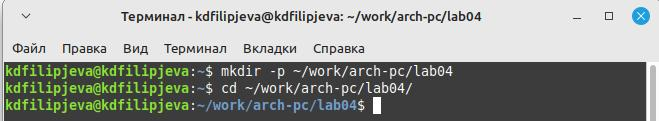 Терминал - kdfilipjeva@kdfilipjeva: ~/work/arch-pc/lab04
Файл Правка Вид Терминал Вкладки Справка
kdfilipjeva@kdfilipjeva:~$ mkdir -p ~/work/arch-pc/lab04
kdfilipjeva@kdfilipjeva:~$ cd ~/work/arch-pc/lab04/
kdfilipjeva@kdfilipjeva:~/work/arch-pc/lab04$